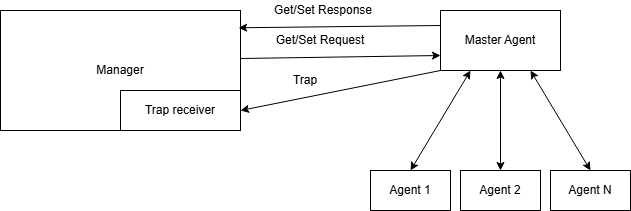 Get/Set Response
Get/Set Request
Master Agent
Manager
Trap
Trap receiver
Agent 1
Agent 2
Agent N